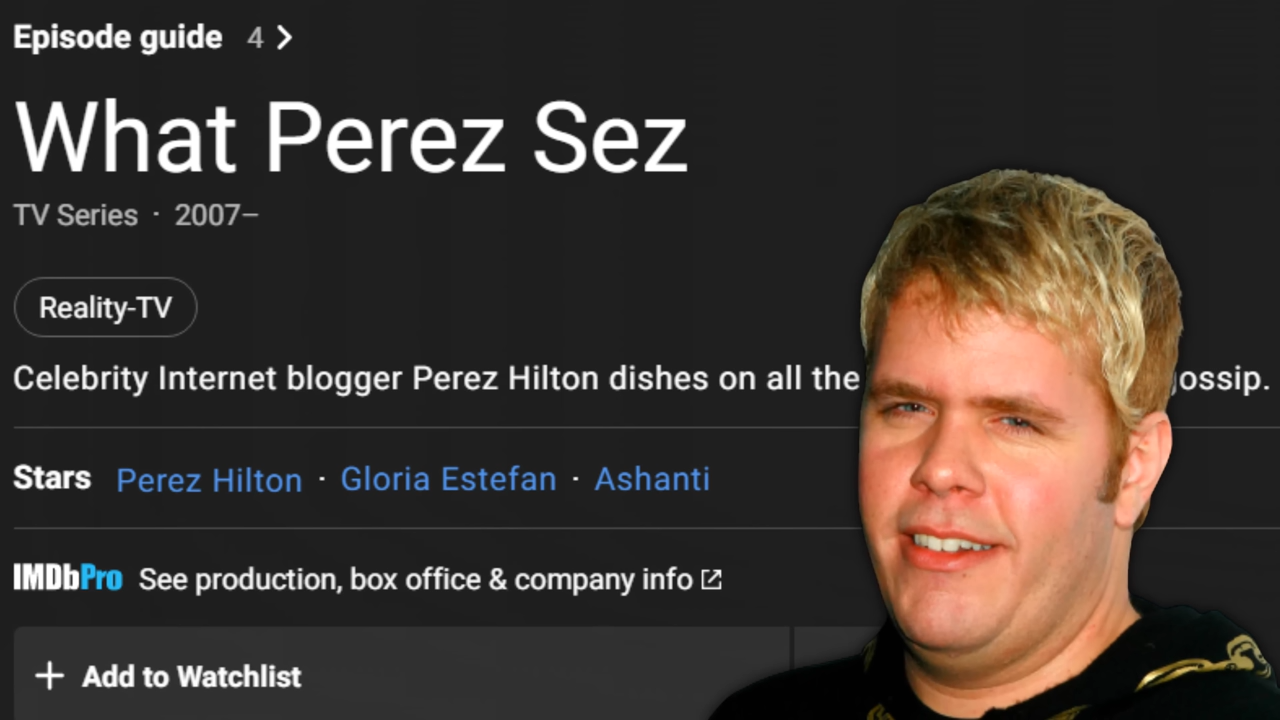 Episode guide 4
What Perez Sez
TV Series · 2007–
Reality-TV
Celebrity Internet blogger Perez Hilton dishes on all the
Stars Perez Hilton · Gloria Estefan · Ashanti
IMDbPro See production, box office & company info
+ Add to Watchlist